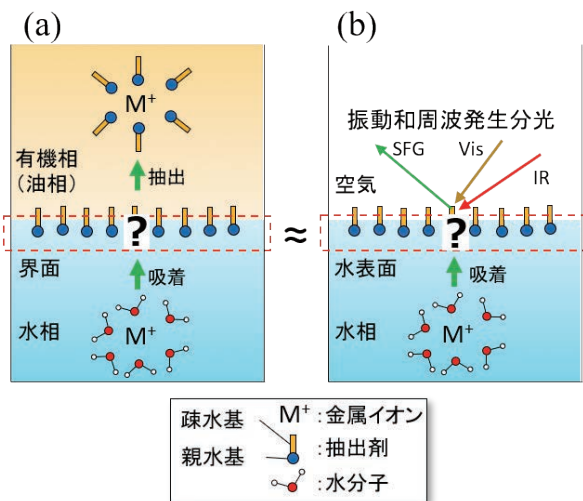 (a)
M⁺
有機相
(油相)
抽出
?
界面
吸着
水相
M⁺
≈
(b)
振動和周波発生分光
SFG
Vis
IR
空気
?
水表面
吸着
水相
M⁺
疎水基
親水基
M⁺ : 金属イオン
: 抽出剤
: 水分子